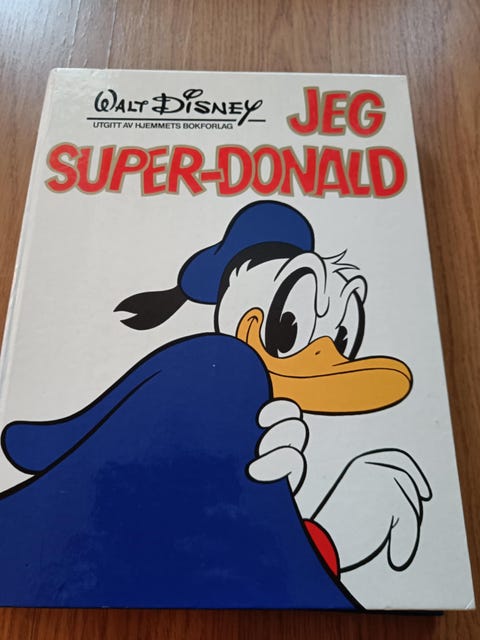 WALT DISNEY
UTGITT AV HJEMMETS BOKFORLAG
JEG
SUPER-DONALD